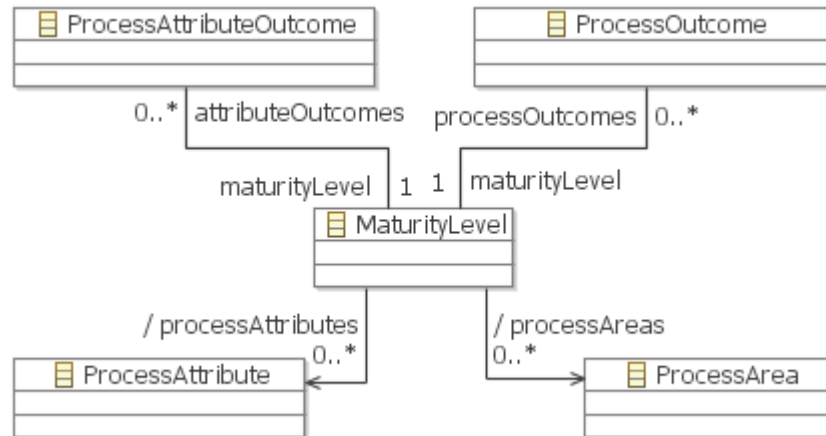 ProcessAttributeOutcome
ProcessOutcome
0..*
attributeOutcomes
processOutcomes
0..*
maturityLevel
1
1
maturityLevel
MaturityLevel
/ processAttributes
/ processAreas
0..*
0..*
ProcessAttribute
ProcessArea